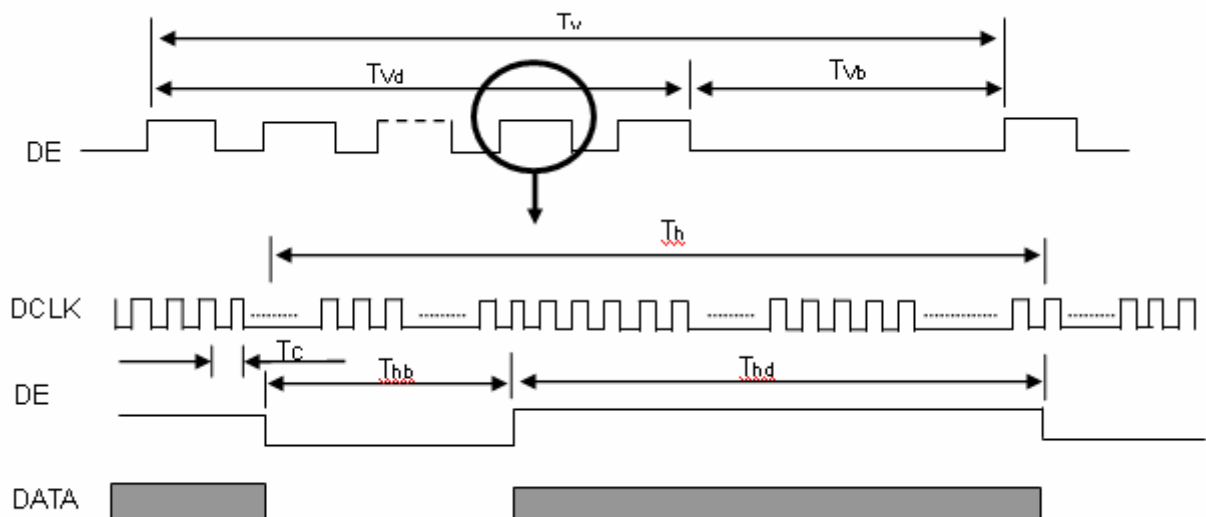 Tv
TVd
TVb
DE
Th
DCLK
Tc
Thb
Thd
DE
DATA